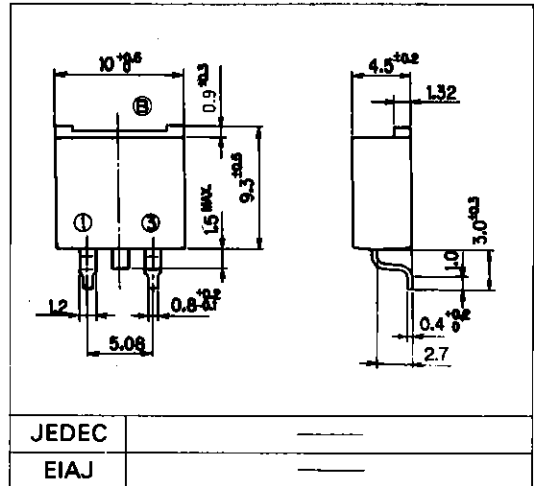 10 +0.6 0
②
0.9 ±0.3
4.5 ±0.2
1.32
9.3 ±0.5
1.5 MAX.
① ③
3.0 ±0.3
1.0
1.2
0.8 +0.2 -0.1
0.4 +0.2 0
5.08
2.7
JEDEC ——
EIAJ ——